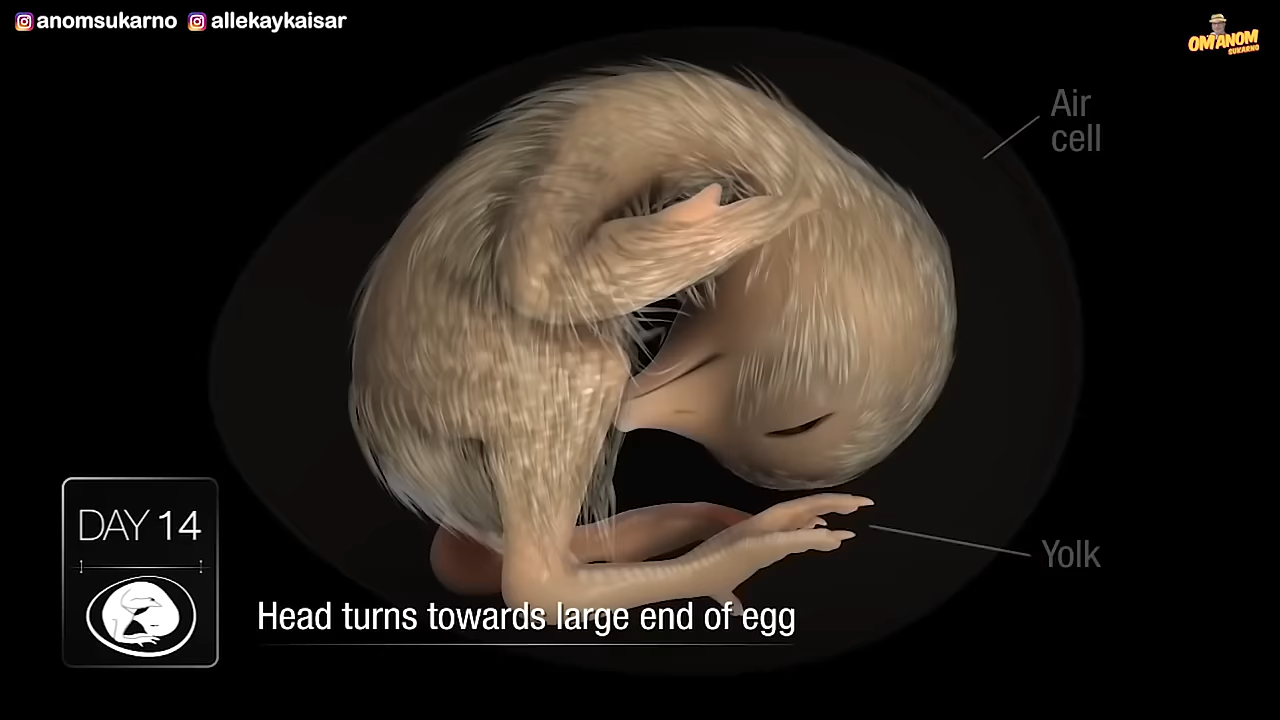 anomsukarno allekaykaisar
OM ANOM
SUKARNO
Air
cell
DAY 14
Yolk
Head turns towards large end of egg